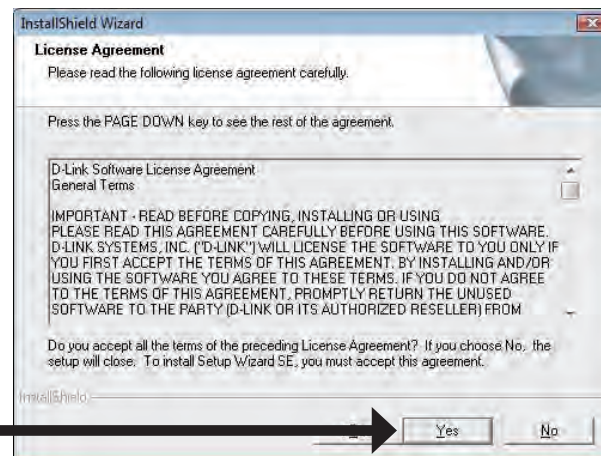 InstallShield Wizard
License Agreement
Please read the following license agreement carefully.
Press the PAGE DOWN key to see the rest of the agreement.
D-Link Software License Agreement
General Terms
IMPORTANT - READ BEFORE COPYING, INSTALLING OR USING
PLEASE READ THIS AGREEMENT CAREFULLY BEFORE USING THIS SOFTWARE.
D-LINK SYSTEMS, INC. ("D-LINK") WILL LICENSE THE SOFTWARE TO YOU ONLY IF
YOU FIRST ACCEPT THE TERMS OF THIS AGREEMENT. BY INSTALLING AND/OR
USING THE SOFTWARE YOU AGREE TO THESE TERMS. IF YOU DO NOT AGREE
TO THE TERMS OF THIS AGREEMENT, PROMPTLY RETURN THE UNUSED
SOFTWARE TO THE PARTY (D-LINK OR ITS AUTHORIZED RESELLER) FROM
Do you accept all the terms of the preceding License Agreement? If you choose No, the
setup will close. To install Setup Wizard SE, you must accept this agreement.
InstallShield
Yes No